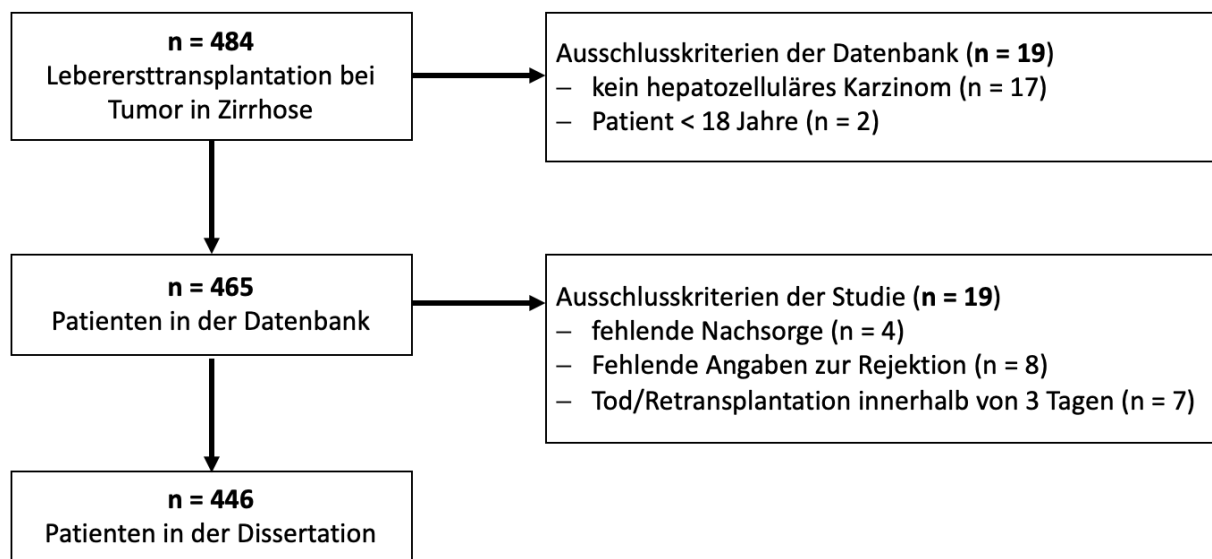 n = 484
Lebererstttransplantation bei
Tumor in Zirrhose
Ausschlusskriterien der Datenbank (n = 19)
– kein hepatozelluläres Karzinom (n = 17)
– Patient < 18 Jahre (n = 2)
n = 465
Patienten in der Datenbank
Ausschlusskriterien der Studie (n = 19)
– fehlende Nachsorge (n = 4)
– Fehlende Angaben zur Rejektion (n = 8)
– Tod/Retransplantation innerhalb von 3 Tagen (n = 7)
n = 446
Patienten in der Dissertation